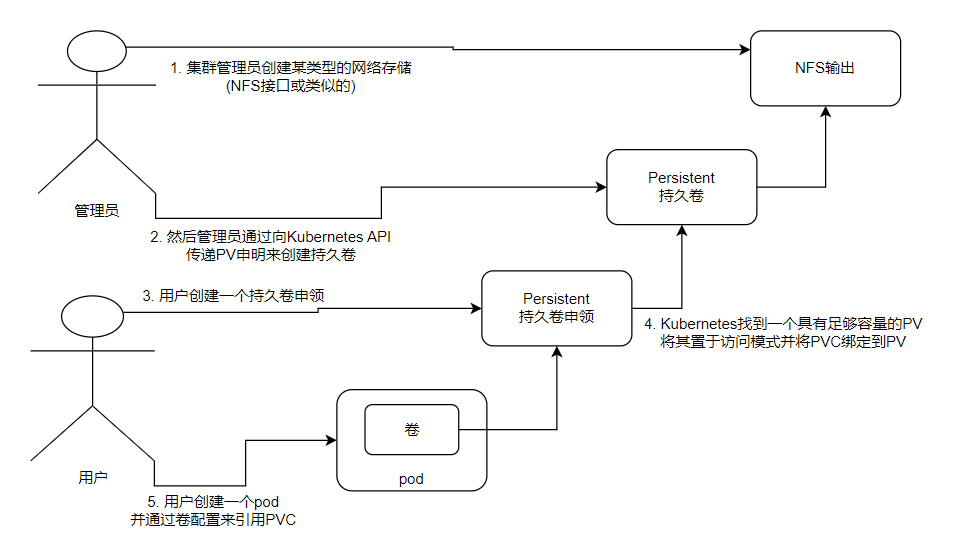 1. 集群管理员创建某类型的网络存储
(NFS接口或类似的)
NFS输出
Persistent
持久卷
管理员
2. 然后管理员通过向Kubernetes API
传递PV申明来创建持久卷
3. 用户创建一个持久卷申领
Persistent
持久卷申领
4. Kubernetes找到一个具有足够容量的PV
将其置于访问模式并将PVC绑定到PV
卷
pod
用户
5. 用户创建一个pod
并通过卷配置来引用PVC